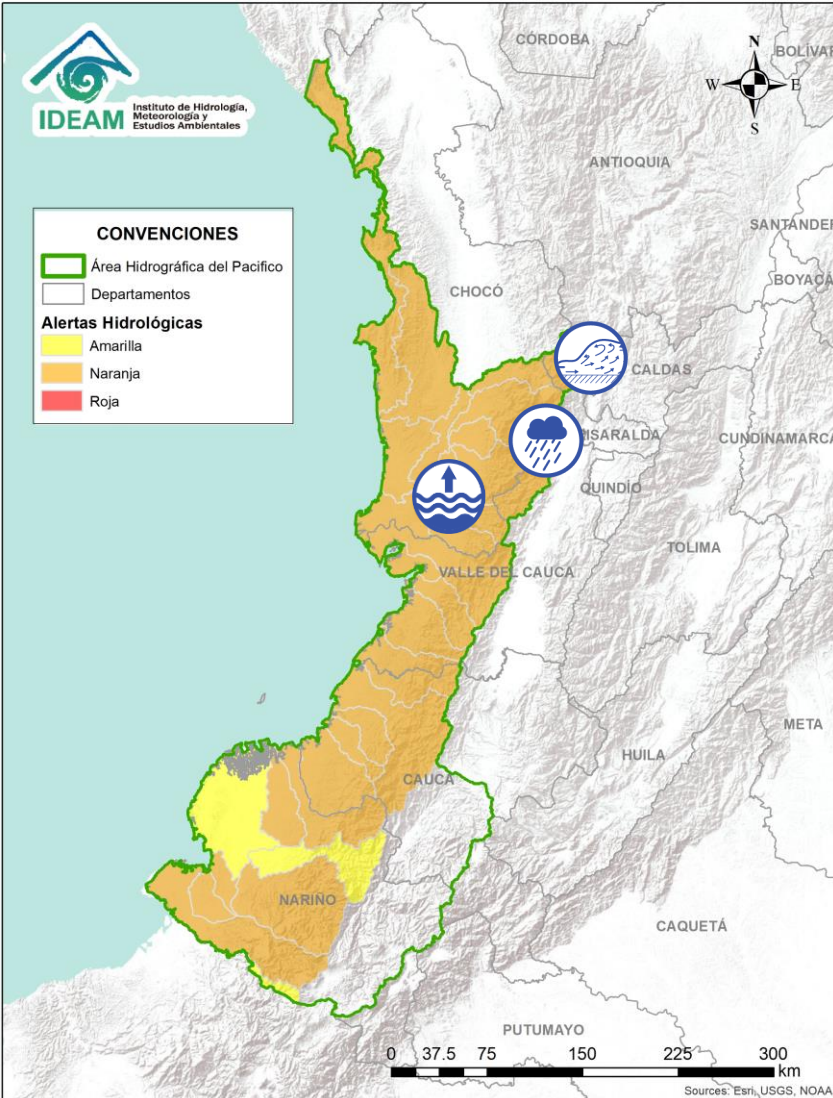 IDEAM
Instituto de Hidrología,
Meteorología y
Estudios Ambientales
CONVENCIONES
Área Hidrográfica del Pacifico
Departamentos
Alertas Hidrológicas
Amarilla
Naranja
Roja
N
W
E
S
CÓRDOBA
BOLÍVAR
ANTIOQUIA
SANTANDER
BOYACÁ
CHOCÓ
CALDAS
RISARALDA
CUNDINAMARCA
QUINDÍO
TOLIMA
VALLE DEL CAUCA
META
HUILA
CAUCA
NARIÑO
CAQUETÁ
PUTUMAYO
0 37.5 75 150 225 300
km
Sources: Esri, USGS, NOAA